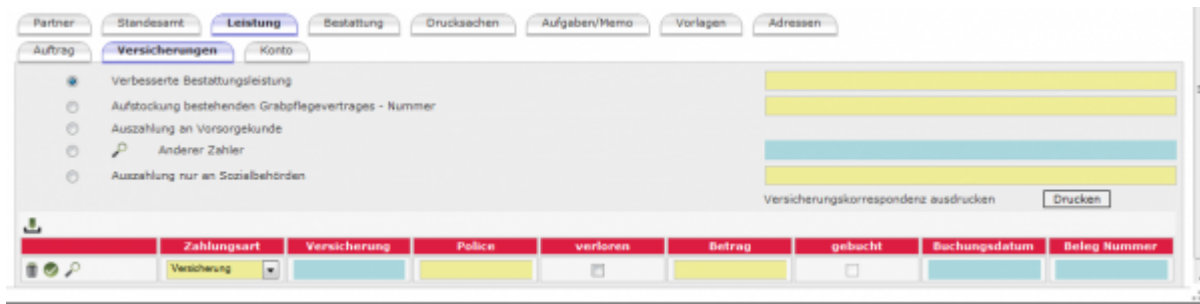 Partner Standesamt Leistung Bestattung Drucksachen Aufgaben/Memo Vorlagen Adressen
Auftrag Versicherungen Konto
Verbesserte Bestattungsleistung
Aufstockung bestehenden Grabpflegevertrages - Nummer
Auszahlung an Vorsorgekunde
Anderer Zahler
Auszahlung nur an Sozialbehörden
Versicherungskorrespondenz ausdrucken Drucken
Zahlungsart Versicherung Police verloren Betrag gebucht Buchungsdatum Beleg Nummer
Versicherung